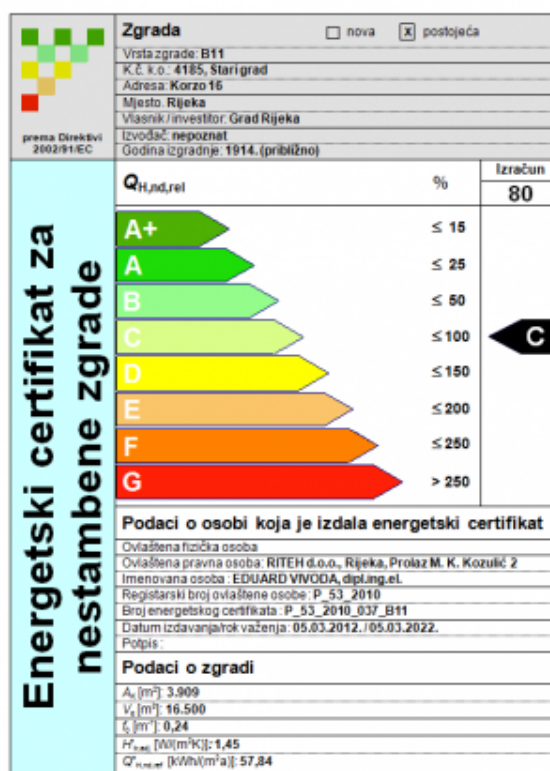 prema Direktivi
2002/91/EC
Zgrada nova x postojeća
Vrsta zgrade: B11
K.č. k.o.: 4185, Stari grad
Adresa: Korzo 16
Mjesto: Rijeka
Vlasnik / investitor: Grad Rijeka
Izvođač: nepoznat
Godina izgradnje: 1914. (približno)
Energetski certifikat za
nestambene zgrade
QH,nd,rel % Izračun
80
A+ ≤ 15
A ≤ 25
B ≤ 50
C ≤100 C
D ≤150
E ≤200
F ≤250
G > 250
Podaci o osobi koja je izdala energetski certifikat
Ovlaštena fizička osoba
Ovlaštena pravna osoba: RITEH d.o.o., Rijeka, Prolaz M. K. Kozulić 2
Imenovana osoba: EDUARD VIVODA, dipl.ing.el.
Registarski broj ovlaštene osobe: P_53_2010
Broj energetskog certifikata: P_53_2010_037_B11
Datum izdavanja/rok važenja: 05.03.2012. / 05.03.2022.
Potpis:
Podaci o zgradi
[m²]: 3.909
[m³]: 16.500
[m⁻¹]: 0,24
[W/(m²K)]: 1,45
[kWh/(m²a)]: 57,84